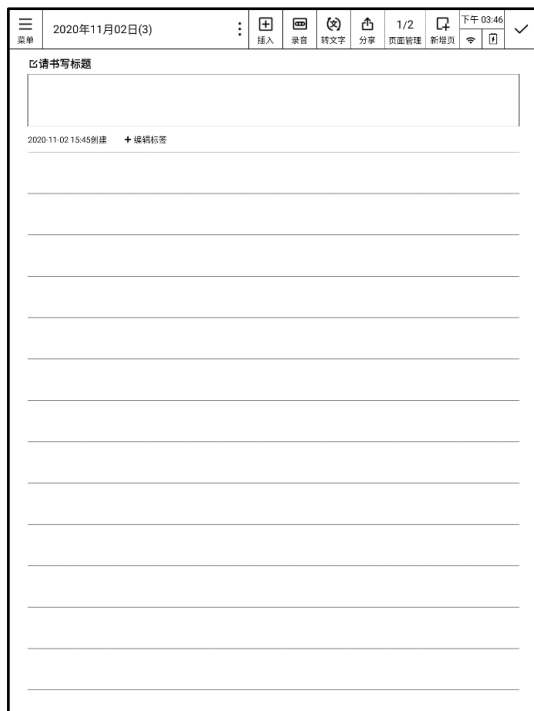 2020年11月02日(3)
菜单
插入
录音
转文字
分享
1/2
页面管理
新增页
下午 03:46
请书写标题
2020-11-02 15:45创建 + 编辑标签